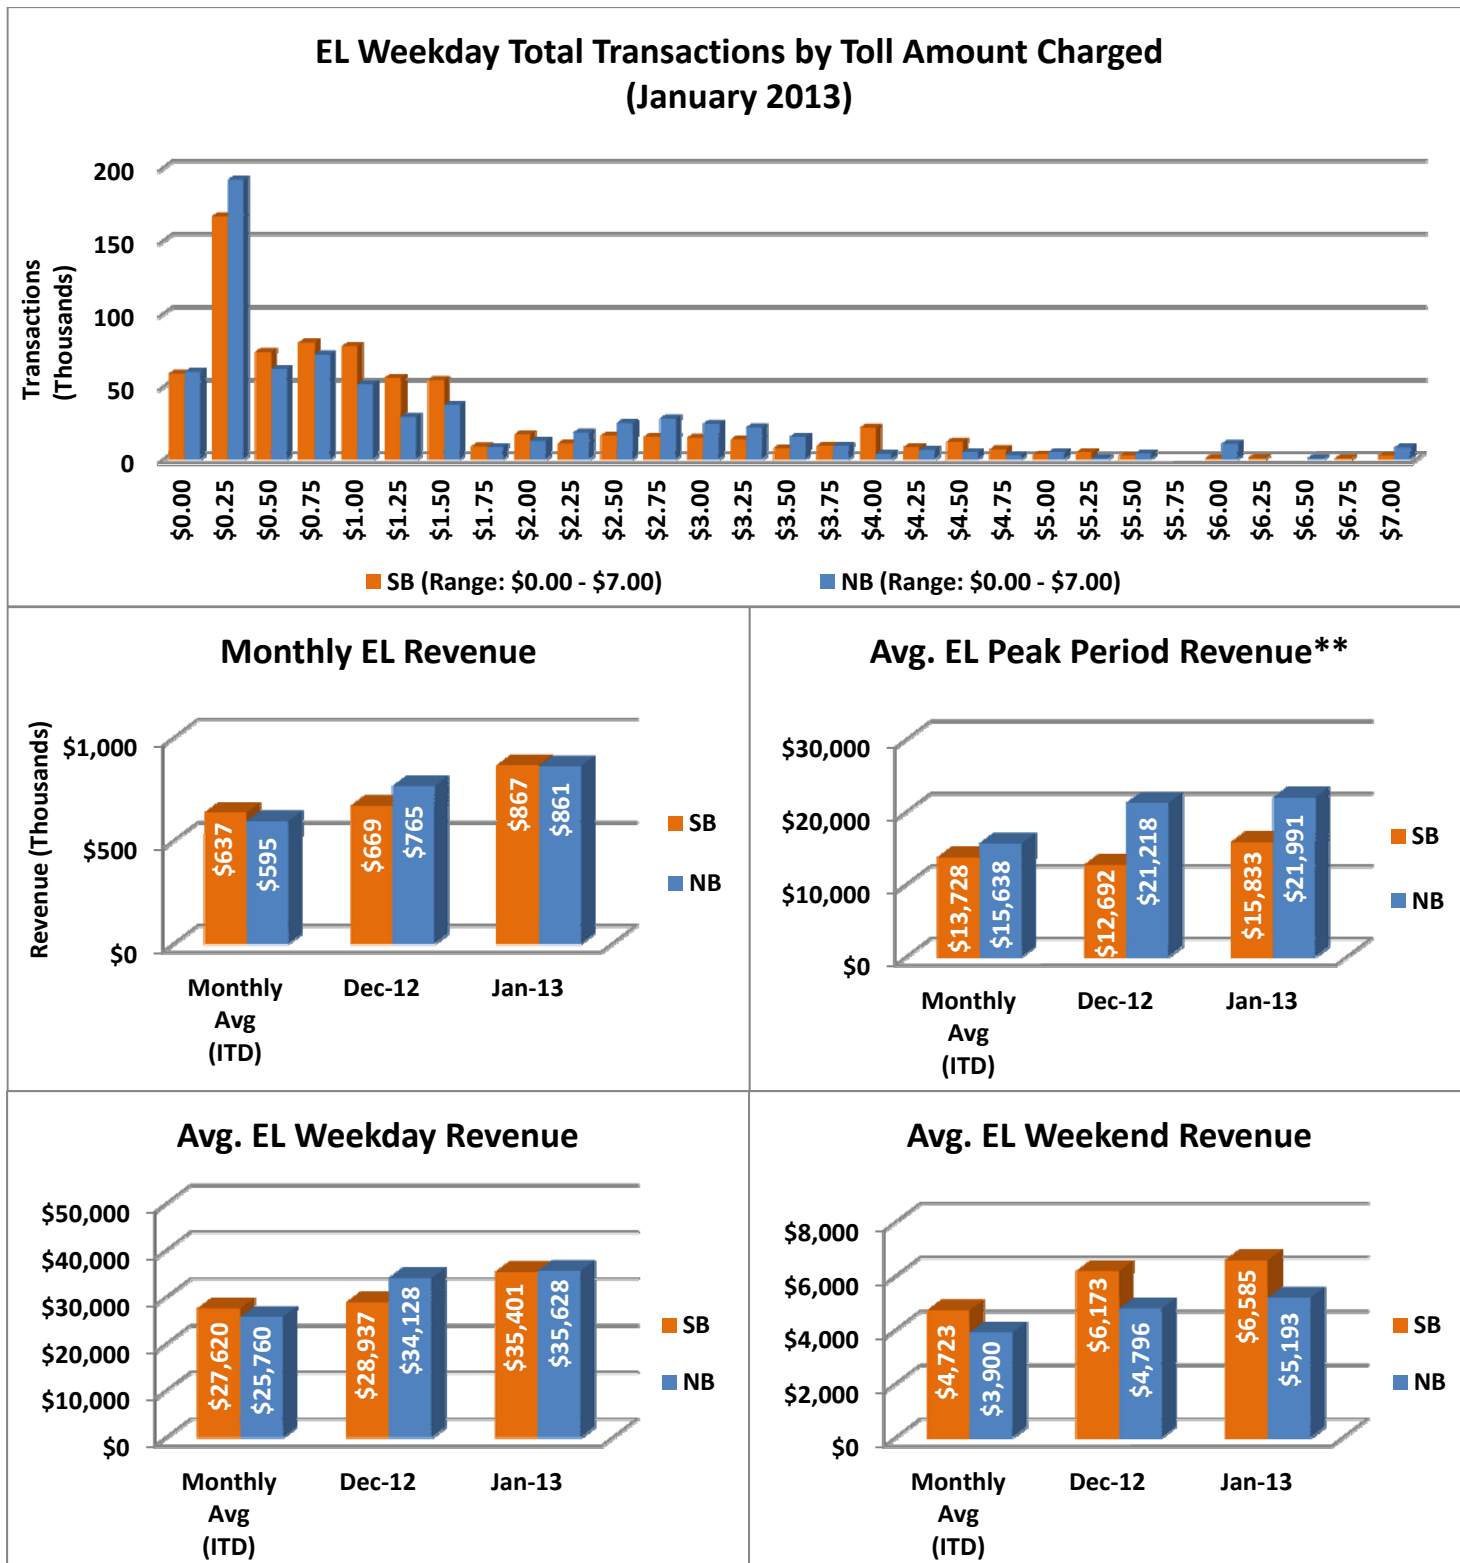 EL Weekday Total Transactions by Toll Amount Charged
(January 2013)
Transactions
(Thousands)
200
150
100
50
0
$0.00 $0.25 $0.50 $0.75 $1.00 $1.25 $1.50 $1.75 $2.00 $2.25 $2.50 $2.75 $3.00 $3.25 $3.50 $3.75 $4.00 $4.25 $4.50 $4.75 $5.00 $5.25 $5.50 $5.75 $6.00 $6.25 $6.50 $6.75 $7.00
SB (Range: $0.00 - $7.00) NB (Range: $0.00 - $7.00)
Monthly EL Revenue
Revenue (Thousands)
$1,000
$500
$0
$637 $595 $669 $765 $867 $861
SB
NB
Monthly Avg (ITD)
Dec-12
Jan-13
Avg. EL Peak Period Revenue**
$30,000
$20,000
$10,000
$0
$13,728 $15,638 $12,692 $21,218 $15,833 $21,991
SB
NB
Monthly Avg (ITD)
Dec-12
Jan-13
Avg. EL Weekday Revenue
$50,000
$40,000
$30,000
$20,000
$10,000
$0
$27,620 $25,760 $28,937 $34,128 $35,401 $35,628
SB
NB
Monthly Avg (ITD)
Dec-12
Jan-13
Avg. EL Weekend Revenue
$8,000
$6,000
$4,000
$2,000
$0
$4,723 $3,900 $6,173 $4,796 $6,585 $5,193
SB
NB
Monthly Avg (ITD)
Dec-12
Jan-13